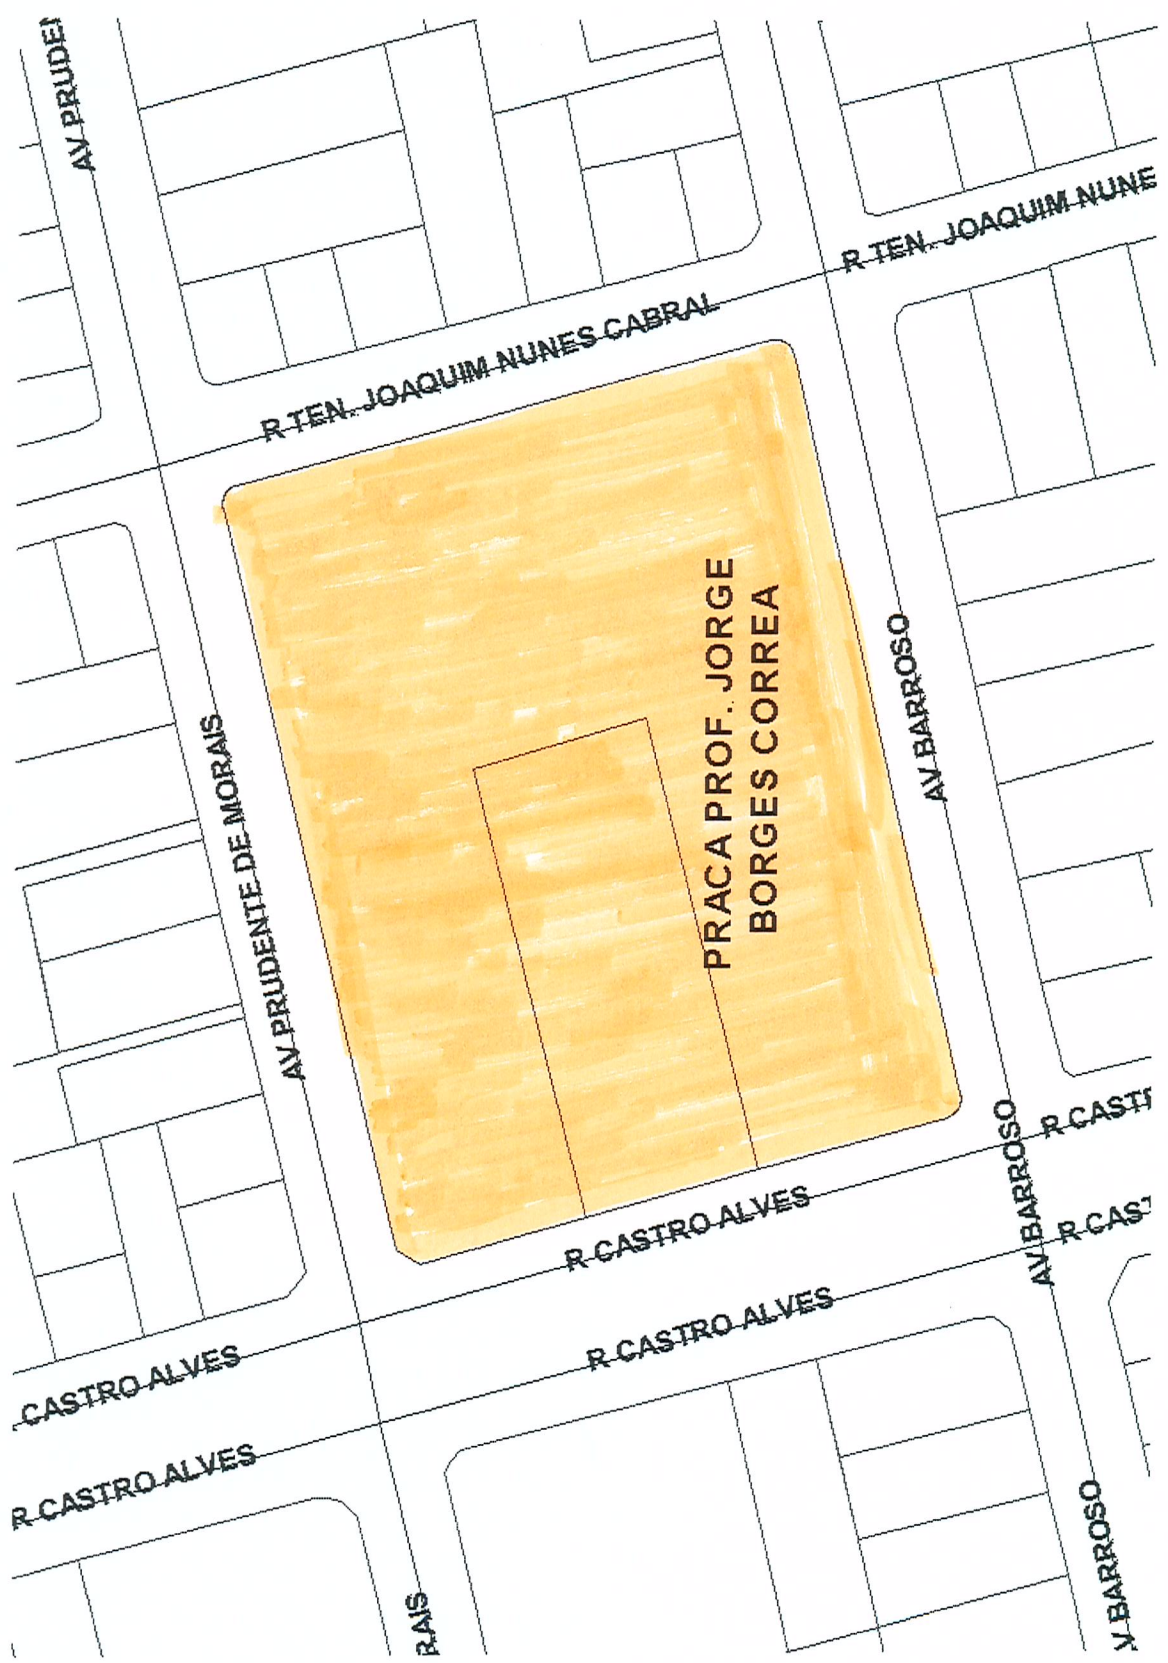 AV PRUDEN
R TEN. JOAQUIM NUNE
R TEN. JOAQUIM NUNES CABRAL
PRACA PROF. JORGE
BORGES CORREA
AV BARROSO
AV PRUDENTE DE MORAIS
R CASTR
AV BARROSO
R CAST
R CASTRO ALVES
R CASTRO ALVES
CASTRO ALVES
R CASTRO ALVES
V BARROSO
RAIS